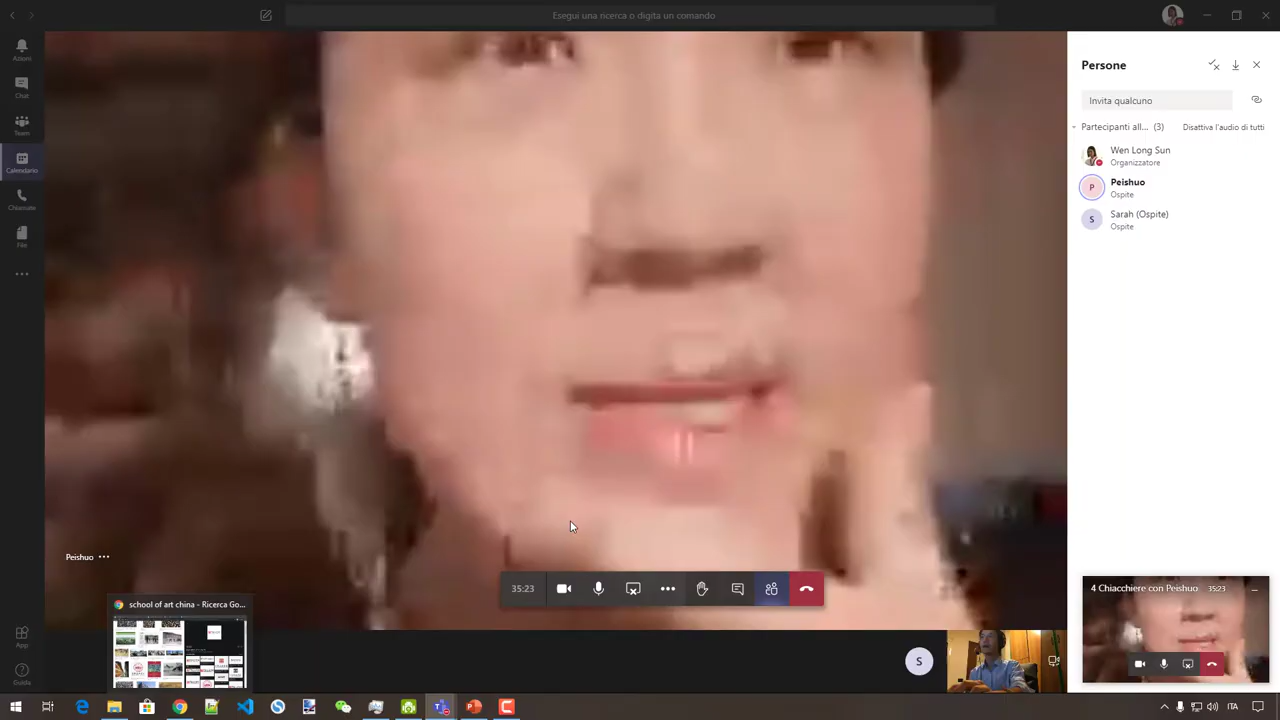 Esegui una ricerca o digita un comando
Attività
Chat
Team
Calendario
Chiamate
File
App
Guida
Persone
Invita qualcuno
Partecipanti all... (3)
Disattiva l'audio di tutti
Wen Long Sun
Organizzatore
P
Peishuo
Ospite
S
Sarah (Ospite)
Ospite
Peishuo
35:23
school of art china - Ricerca Go...
S
4 Chiacchiere con Peishuo
35:23
ITA